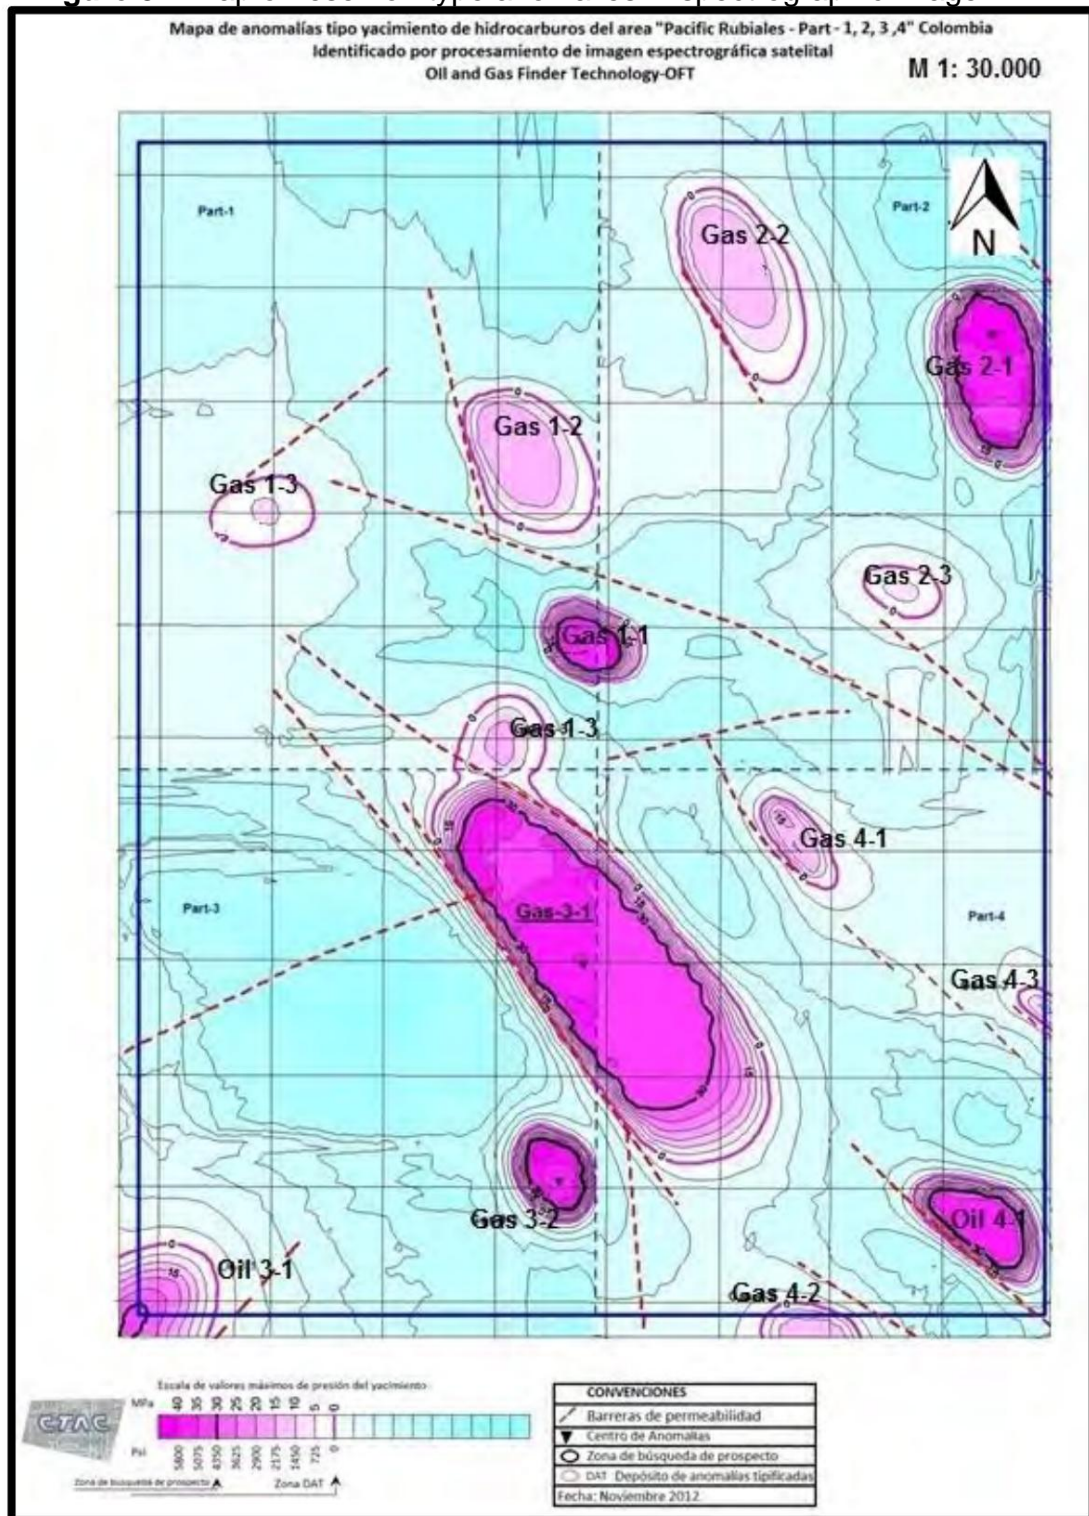 Mapa de anomalías tipo yacimiento de hidrocarburos del area "Pacific Rubiales - Part - 1, 2, 3 ,4" Colombia
Identificado por procesamiento de imagen espectrográfica satelital
Oil and Gas Finder Technology-OFT
M 1: 30.000
Part-1
Part-2
N
Gas 2-2
Gas 2-1
Gas 1-2
Gas 1-3
Gas 2-3
Gas 1-1
Gas 1-3
Gas 4-1
Part-3
Gas-3-1
Part-4
Gas 4-3
Gas 3-2
Oil 4-1
Oil 3-1
Gas 4-2
Escala de valores máximos de presión del yacimiento
MPa 40 35 30 25 20 15 10 5 0
CTAC
Psi 5800 5075 4350 3625 2900 2175 1450 725 0
Zona de búsqueda de prospecto
Zona DAT
CONVENCIONES
Barreras de permeabilidad
Centro de Anomalías
Zona de búsqueda de prospecto
DAT Depósito de anomalías tipificadas
Fecha: Noviembre 2012